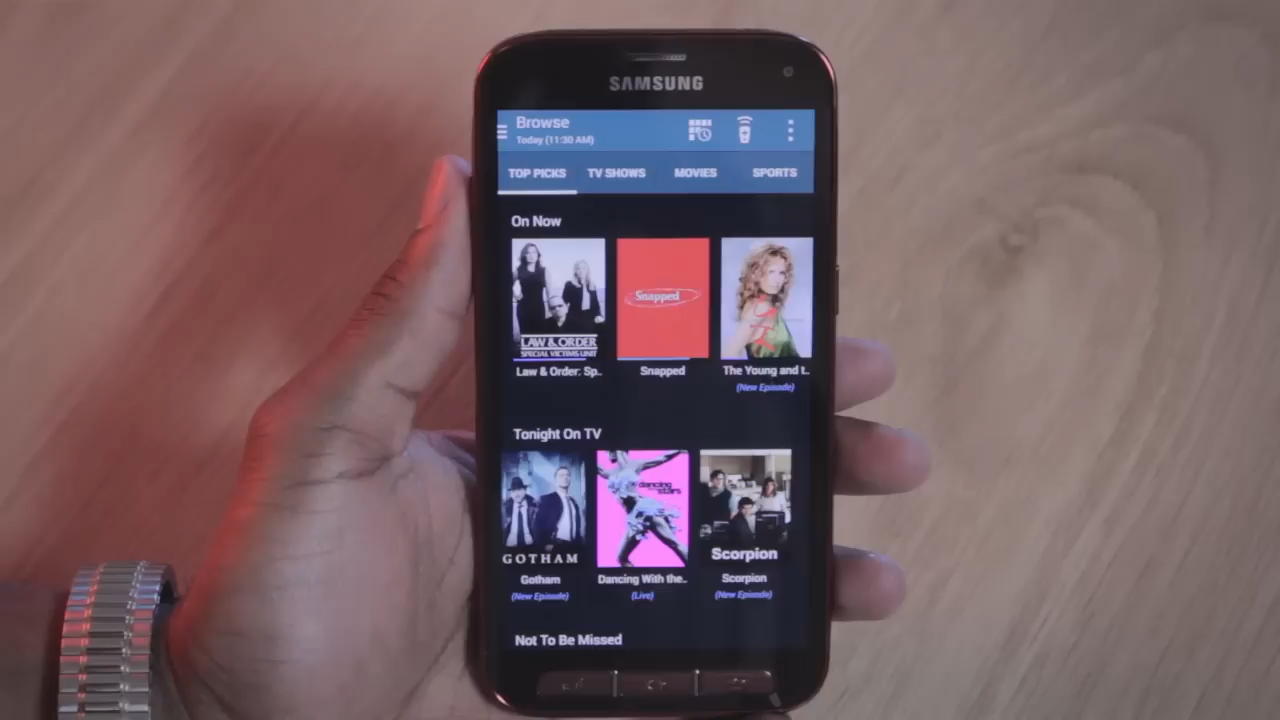 SAMSUNG
Browse
Today (11:30 AM)
TOP PICKS TV SHOWS MOVIES SPORTS
On Now
LAW & ORDER
SPECIAL VICTIMS UNIT
Snapped
Law & Order: Sp..
Snapped
The Young and t..
(New Episode)
Tonight On TV
GOTHAM
dancing
stars
Scorpion
Gotham
Dancing With the..
Scorpion
(New Episode)
(Live)
(New Episode)
Not To Be Missed